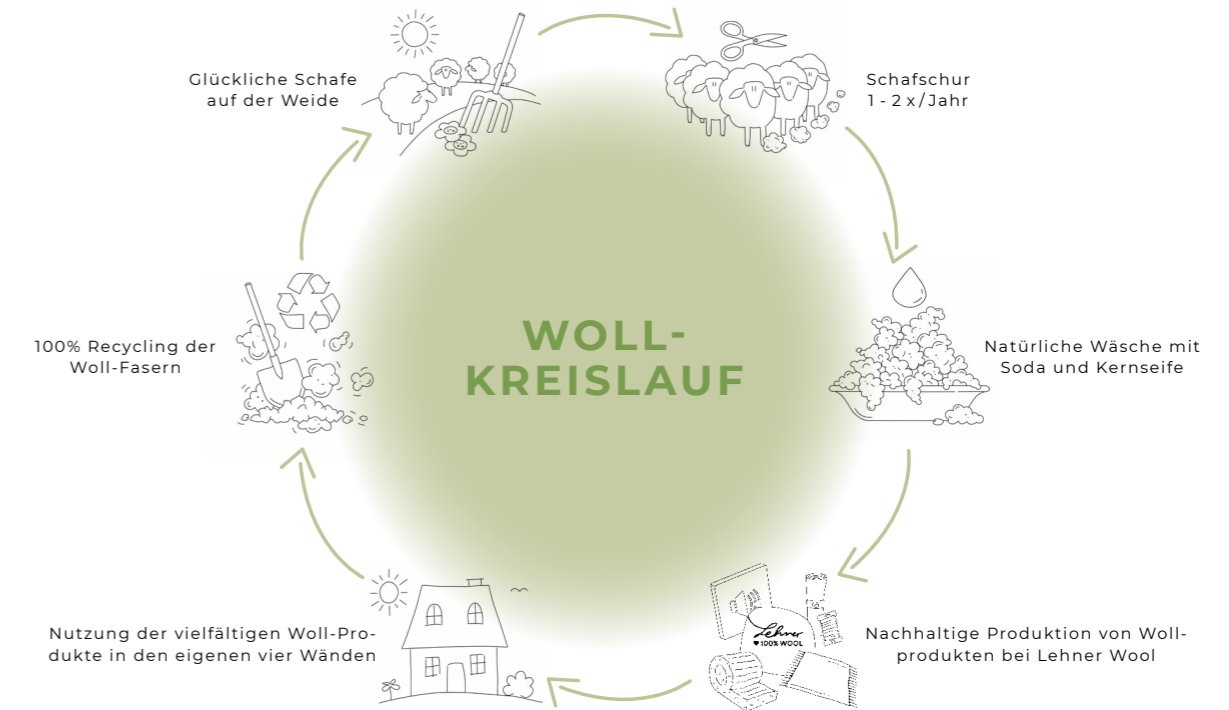 Glückliche Schafe
auf der Weide
Schafschur
1 - 2 x/Jahr
Natürliche Wäsche mit
Soda und Kernseife
Nachhaltige Produktion von Woll-
produkten bei Lehner Wool
Lehner
♥ 100% WOOL
Nutzung der vielfältigen Woll-Pro-
dukte in den eigenen vier Wänden
100% Recycling der
Woll-Fasern
WOLL-
KREISLAUF